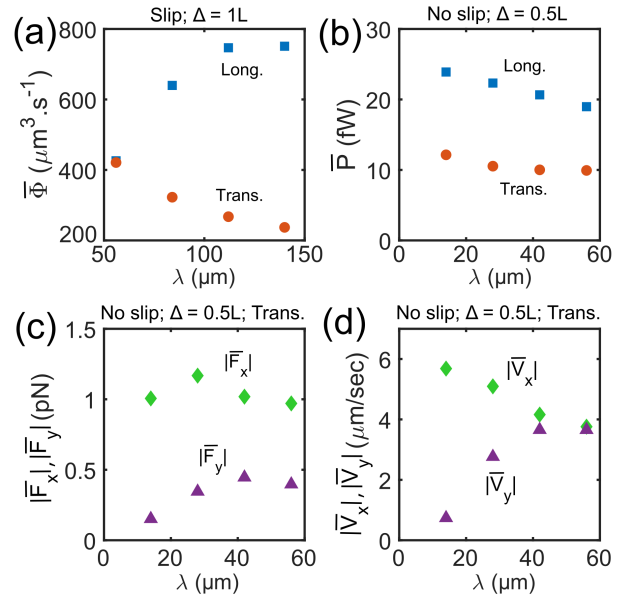 (a)
Slip; Δ = 1L
800
600
400
200
50
100
150
Φ̅ (μm³.s⁻¹)
Long.
Trans.
λ (μm)
(b)
No slip; Δ = 0.5L
30
20
10
0
0
20
40
60
P̅ (fW)
Long.
Trans.
λ (μm)
(c)
No slip; Δ = 0.5L; Trans.
1.5
1
0.5
0
0
20
40
60
|F̅ₓ|,|F̅ᵧ|(pN)
|F̅ₓ|
|F̅ᵧ|
λ (μm)
(d)
No slip; Δ = 0.5L; Trans.
6
4
2
0
0
20
40
60
|V̅ₓ|,|V̅ᵧ|(μm/sec)
|V̅ₓ|
|V̅ᵧ|
λ (μm)